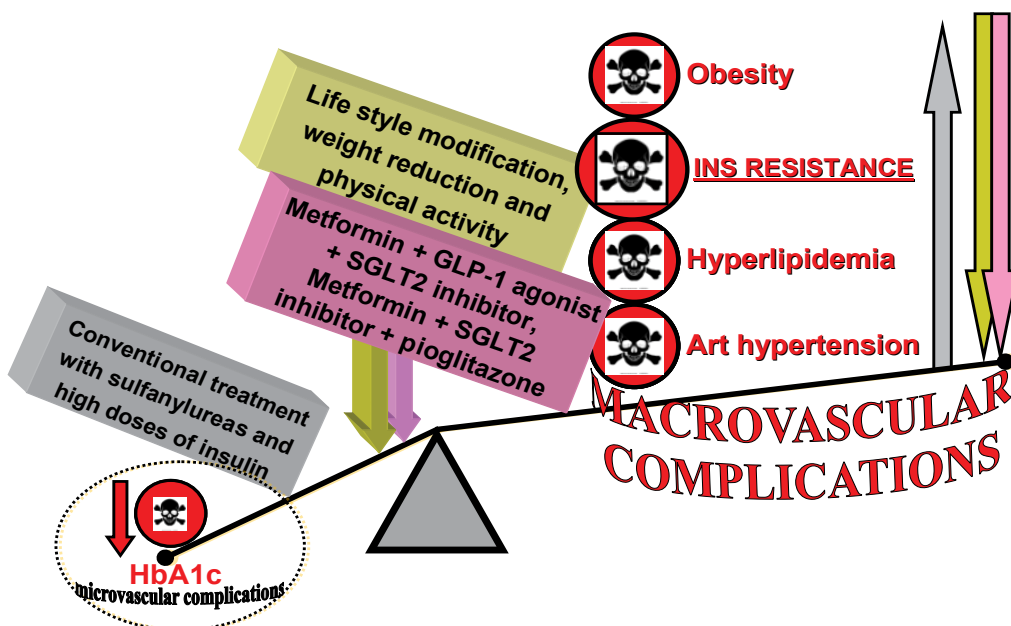 Life style modification,
weight reduction and
physical activity
Metformin + GLP-1 agonist
+ SGLT2 inhibitor,
Metformin + SGLT2
inhibitor + pioglitazone
Conventional treatment
with sulfanylureas and
high doses of insulin
HbA1c
microvascular complications
Obesity
INS RESISTANCE
Hyperlipidemia
Art hypertension
MACROVASCULAR
COMPLICATIONS